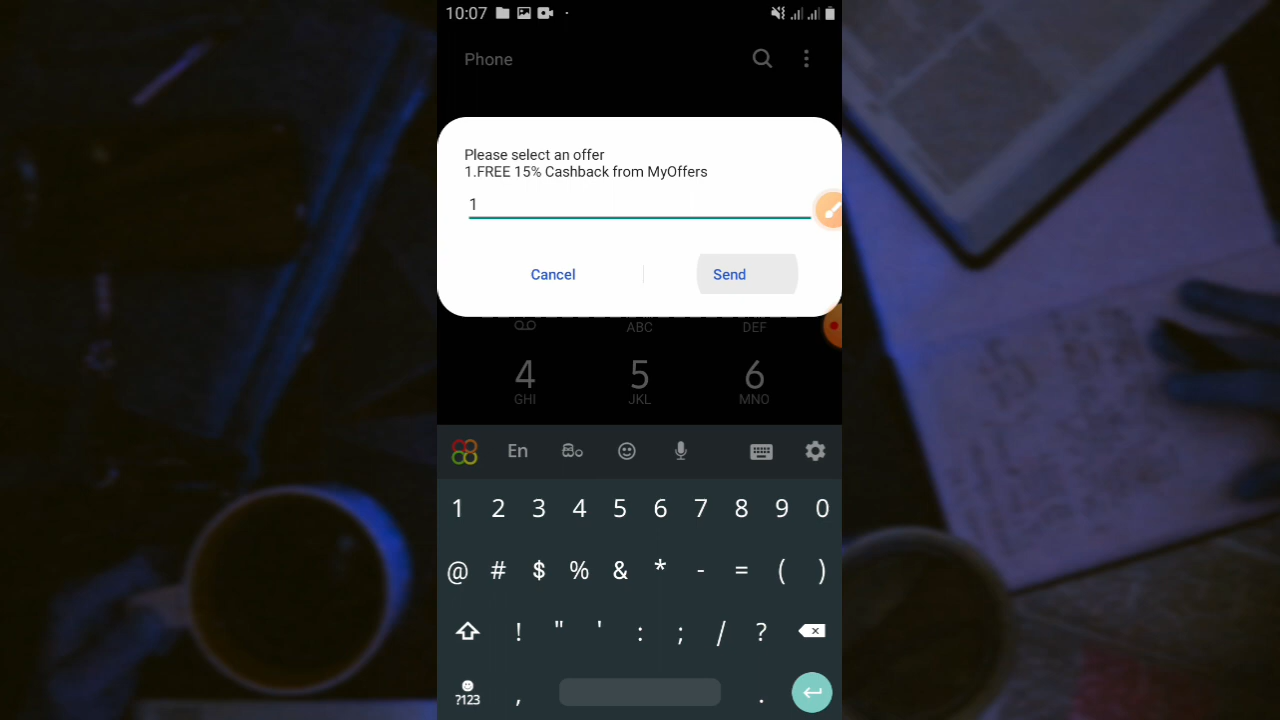 10:07
Phone
Please select an offer
1.FREE 15% Cashback from MyOffers
1
Cancel
Send
ABC
DEF
4
5
6
GHI
JKL
MNO
En
සිං
1 2 3 4 5 6 7 8 9 0
@ # $ % & * - = ( )
! " ' : ; / ?
?123 , .